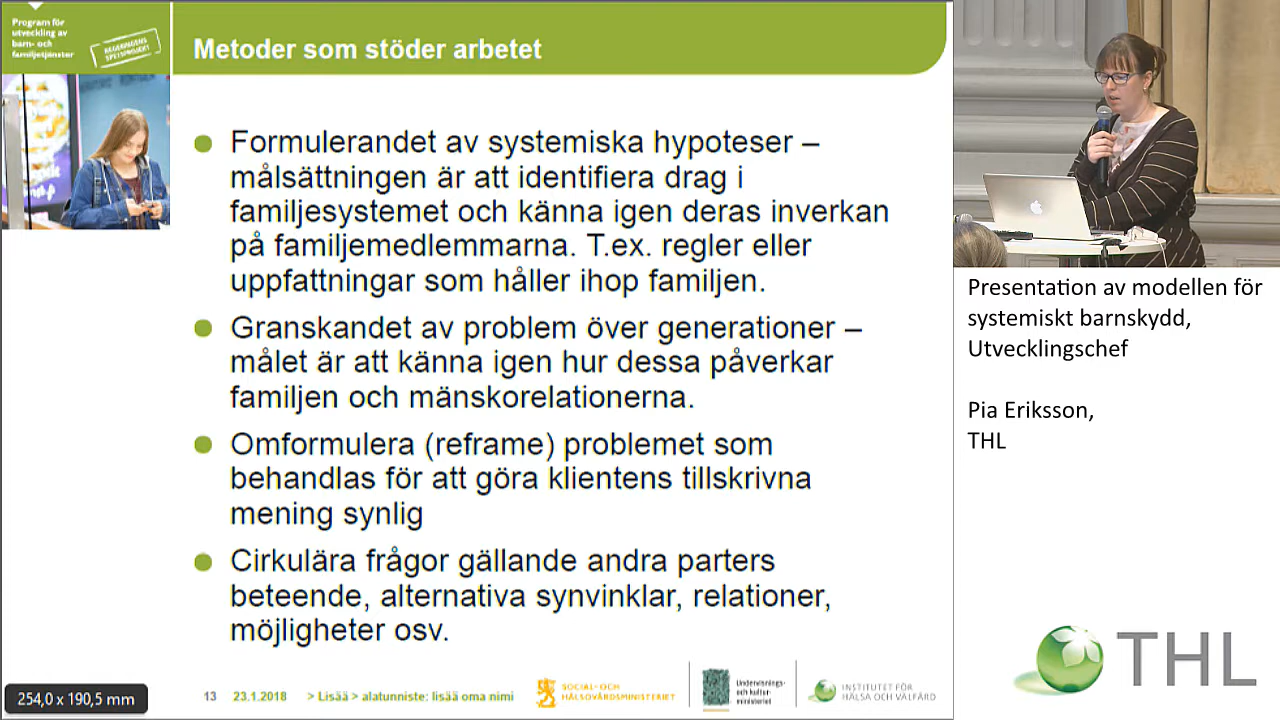 Program för
utveckling av
barn- och
familjetjänster
REGERINGENS
SPETSPROJEKT
Metoder som stöder arbetet
Formulerandet av systemiska hypoteser –
målsättningen är att identifiera drag i
familjesystemet och känna igen deras inverkan
på familjemedlemmarna. T.ex. regler eller
uppfattningar som håller ihop familjen.
Granskandet av problem över generationer –
målet är att känna igen hur dessa påverkar
familjen och mänskorelationerna.
Omformulera (reframe) problemet som
behandlas för att göra klientens tillskrivna
mening synlig
Cirkulära frågor gällande andra parters
beteende, alternativa synvinklar, relationer,
möjligheter osv.
254,0 x 190,5 mm
13 23.1.2018 > Lisää > alatunniste: lisää oma nimi
SOCIAL- OCH
HÄLSOVÅRDSMINISTERIET
Undervisnings-
och kultur-
ministeriet
INSTITUTET FÖR
HÄLSA OCH VÄLFÄRD
Presentation av modellen för
systemiskt barnskydd,
Utvecklingschef
Pia Eriksson,
THL
THL